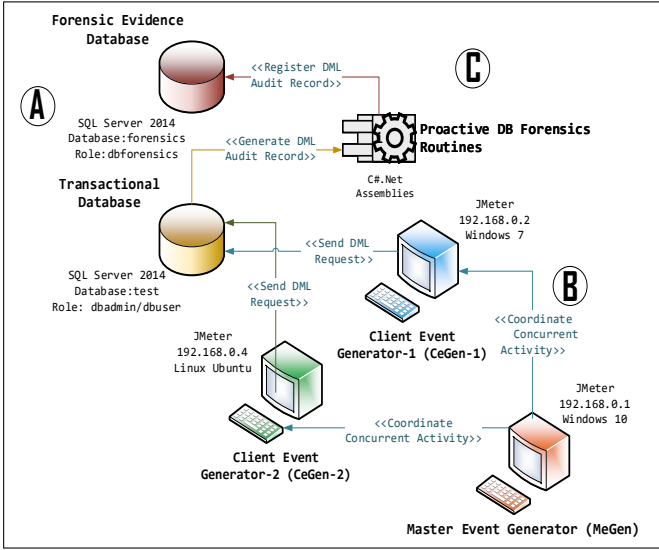 Forensic Evidence
Database
<<Register DML
Audit Record>>
C
A
SQL Server 2014
Database:forensics
Role:dbforensics
<<Generate DML
Audit Record>>
Proactive DB Forensics
Routines
C#.Net
Assemblies
Transactional
Database
JMeter
192.168.0.2
Windows 7
<<Send DML
Request>>
SQL Server 2014
Database:test
Role: dbadmin/dbuser
<<Send DML
Request>>
B
<<Coordinate
Concurrent
Activity>>
JMeter
192.168.0.4
Linux Ubuntu
Client Event
Generator-1 (CeGen-1)
JMeter
192.168.0.1
Windows 10
<<Coordinate
Concurrent Activity>>
Client Event
Generator-2 (CeGen-2)
Master Event Generator (MeGen)